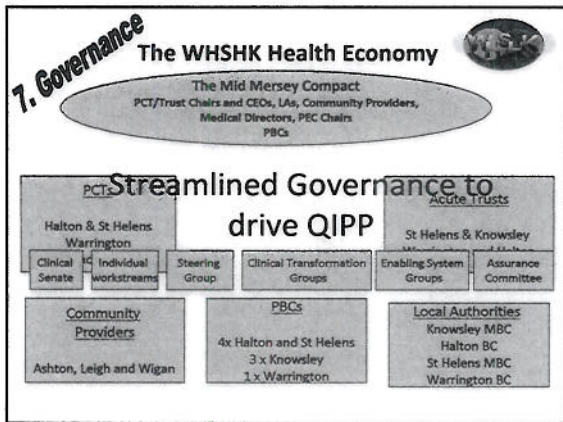 7. Governance
The WHSHK Health Economy
The Mid Mersey Compact
PCT/Trust Chairs and CEOs, LAs, Community Providers,
Medical Directors, PEC Chairs
PBCs
Streamlined Governance to
drive QIPP
PCTs
Halton & St Helens
Warrington
Acute Trusts
St Helens & Knowsley
Clinical
Senate
Individual
workstreams
Steering
Group
Clinical Transformation
Groups
Enabling System
Groups
Assurance
Committee
Community
Providers
Ashton, Leigh and Wigan
PBCs
4x Halton and St Helens
3 x Knowsley
1 x Warrington
Local Authorities
Knowsley MBC
Halton BC
St Helens MBC
Warrington BC